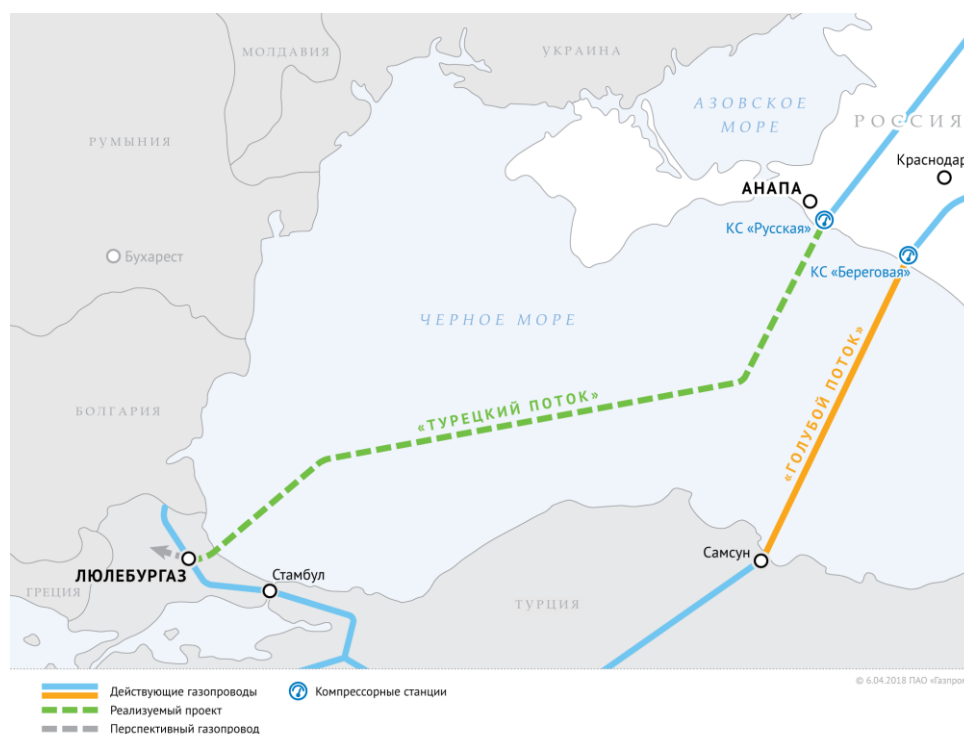 УКРАИНА
МОЛДАВИЯ
АЗОВСКОЕ
МОРЕ
РОССИЯ
РУМЫНИЯ
Краснодар
АНАПА
КС «Русская»
Бухарест
КС «Береговая»
ЧЕРНОЕ МОРЕ
«ГОЛУБОЙ ПОТОК»
БОЛГАРИЯ
«ТУРЕЦКИЙ ПОТОК»
Самсун
ЛЮЛЕБУРГАЗ
Стамбул
ГРЕЦИЯ
ТУРЦИЯ
© 6.04.2018 ПАО «Газпром
Действующие газопроводы
Компрессорные станции
Реализуемый проект
Перспективный газопровод